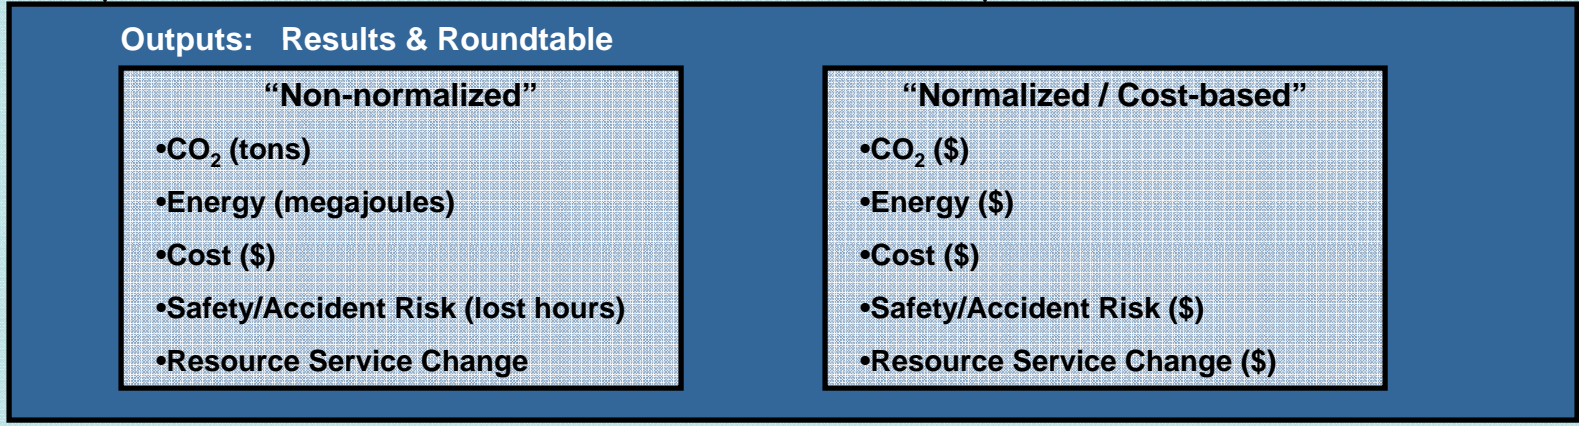 Outputs:   Results & Roundtable
“Non-normalized”
•CO₂ (tons)
•Energy (megajoules)
•Cost ($)
•Safety/Accident Risk (lost hours)
•Resource Service Change
“Normalized / Cost-based”
•CO₂ ($)
•Energy ($)
•Cost ($)
•Safety/Accident Risk ($)
•Resource Service Change ($)